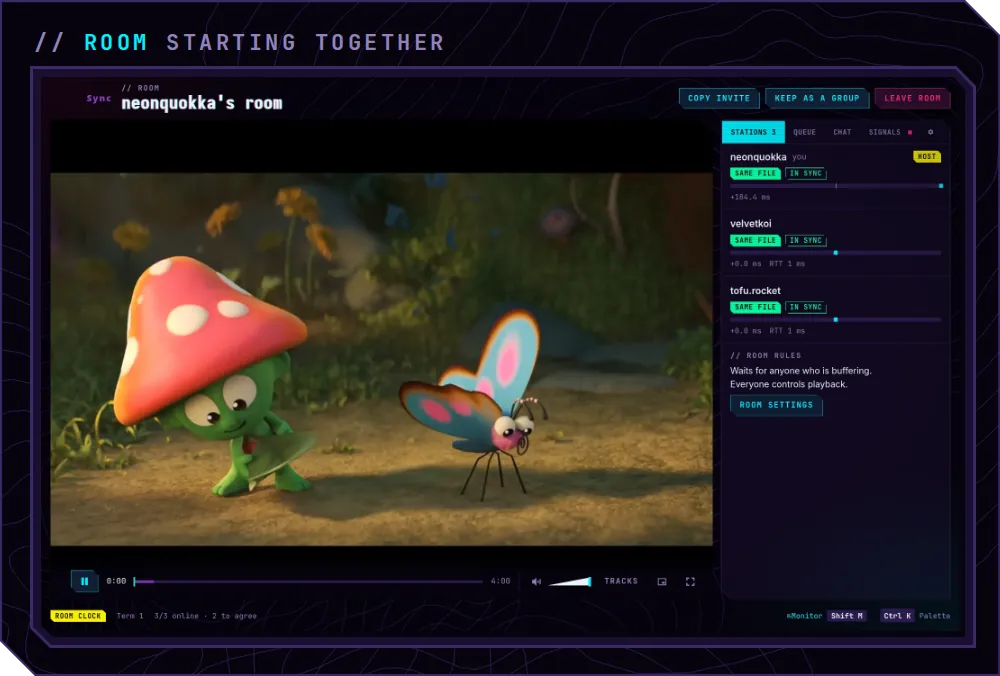 // ROOM STARTING TOGETHER
// ROOM
Sync
neonquokka's room
COPY INVITE
KEEP AS A GROUP
LEAVE ROOM
STATIONS 3
QUEUE
CHAT
SIGNALS
neonquokka you
HOST
SAME FILE
IN SYNC
+184.4 ms
velvetkoi
SAME FILE
IN SYNC
+0.0 ms RTT 1 ms
tofu.rocket
SAME FILE
IN SYNC
+0.0 ms RTT 1 ms
// ROOM RULES
Waits for anyone who is buffering.
Everyone controls playback.
ROOM SETTINGS
0:00
4:00
TRACKS
ROOM CLOCK
Term 1 3/3 online · 2 to agree
Monitor
Shift M
Ctrl K
Palette